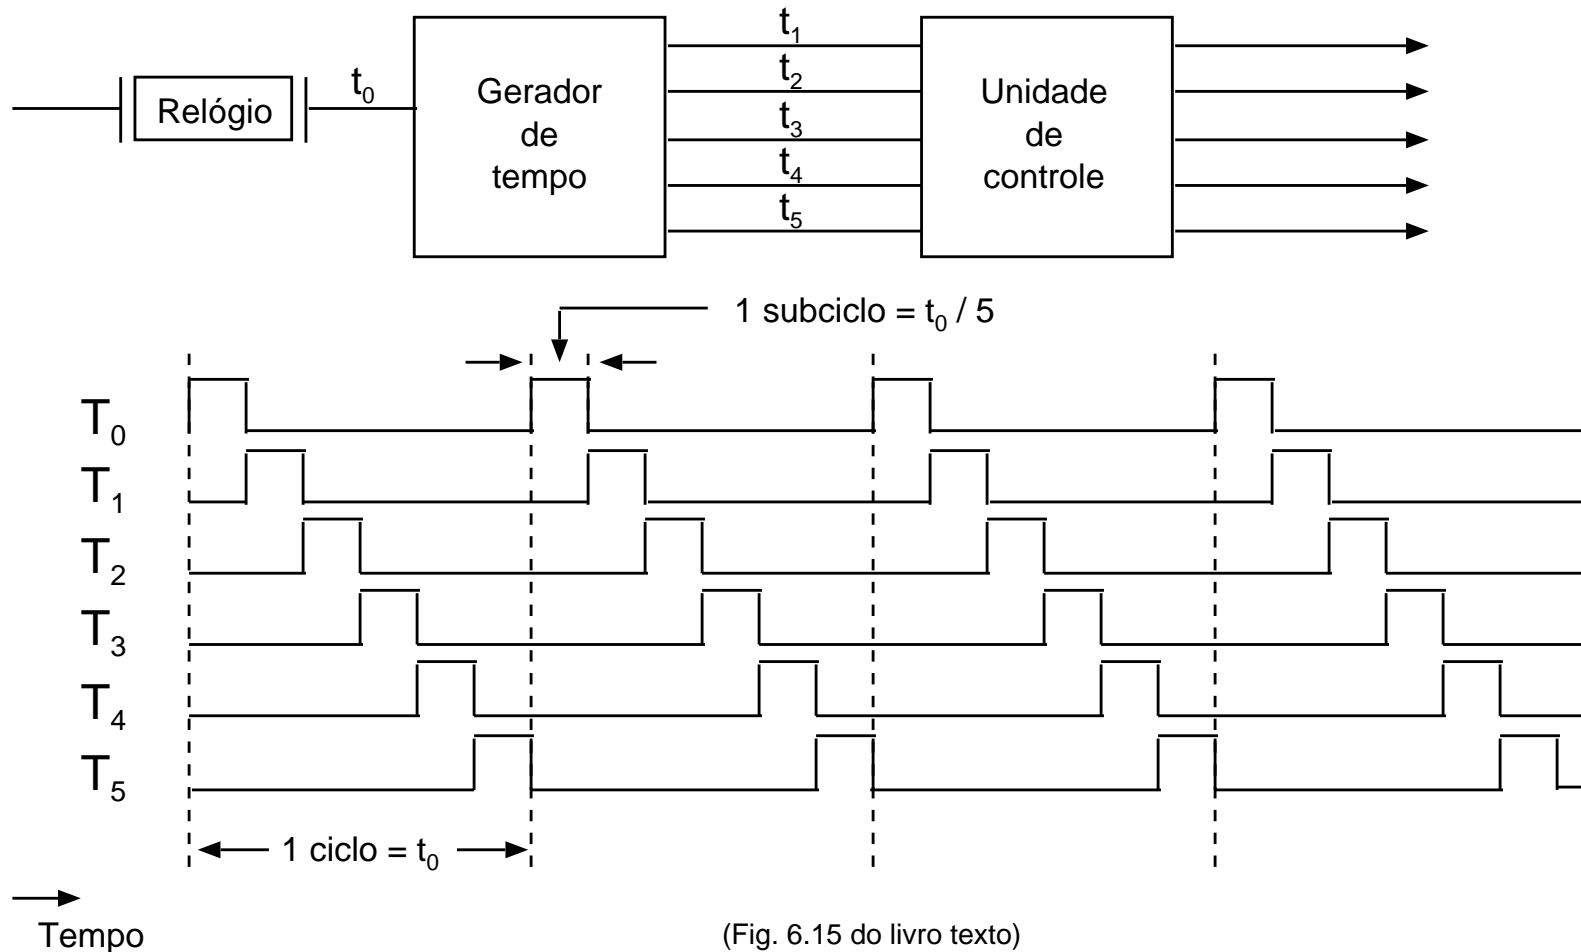 Relógio
t0
Gerador
de
tempo
t1
t2
t3
t4
t5
Unidade
de
controle
1 subciclo = t0 / 5
T0
T1
T2
T3
T4
T5
1 ciclo = t0
Tempo
(Fig. 6.15 do livro texto)